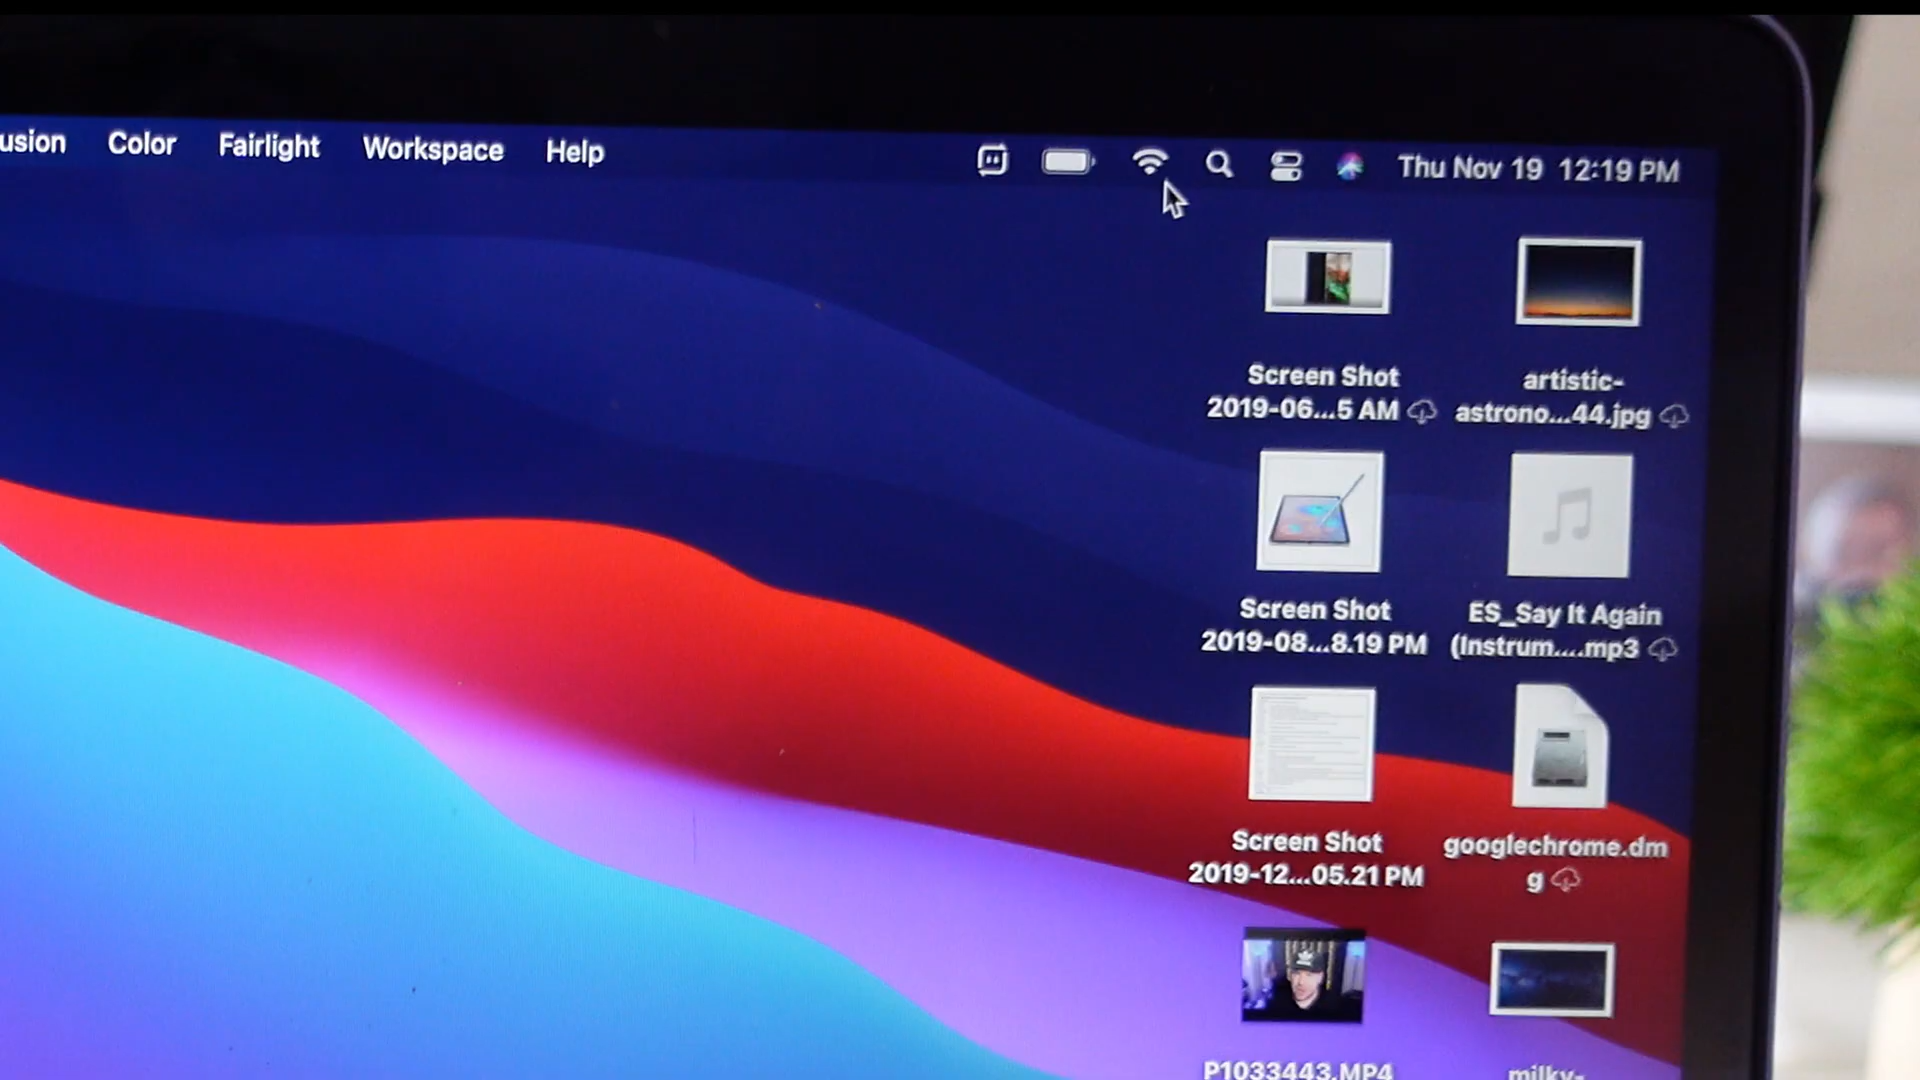 usion Color Fairlight Workspace Help Thu Nov 19 12:19 PM
Screen Shot
2019-06...5 AM
artistic-
astrono...44.jpg
Screen Shot
2019-08...8.19 PM
ES_Say It Again
(Instrum....mp3
Screen Shot
2019-12...05.21 PM
googlechrome.dm
g
P1033443.MP4
milky-